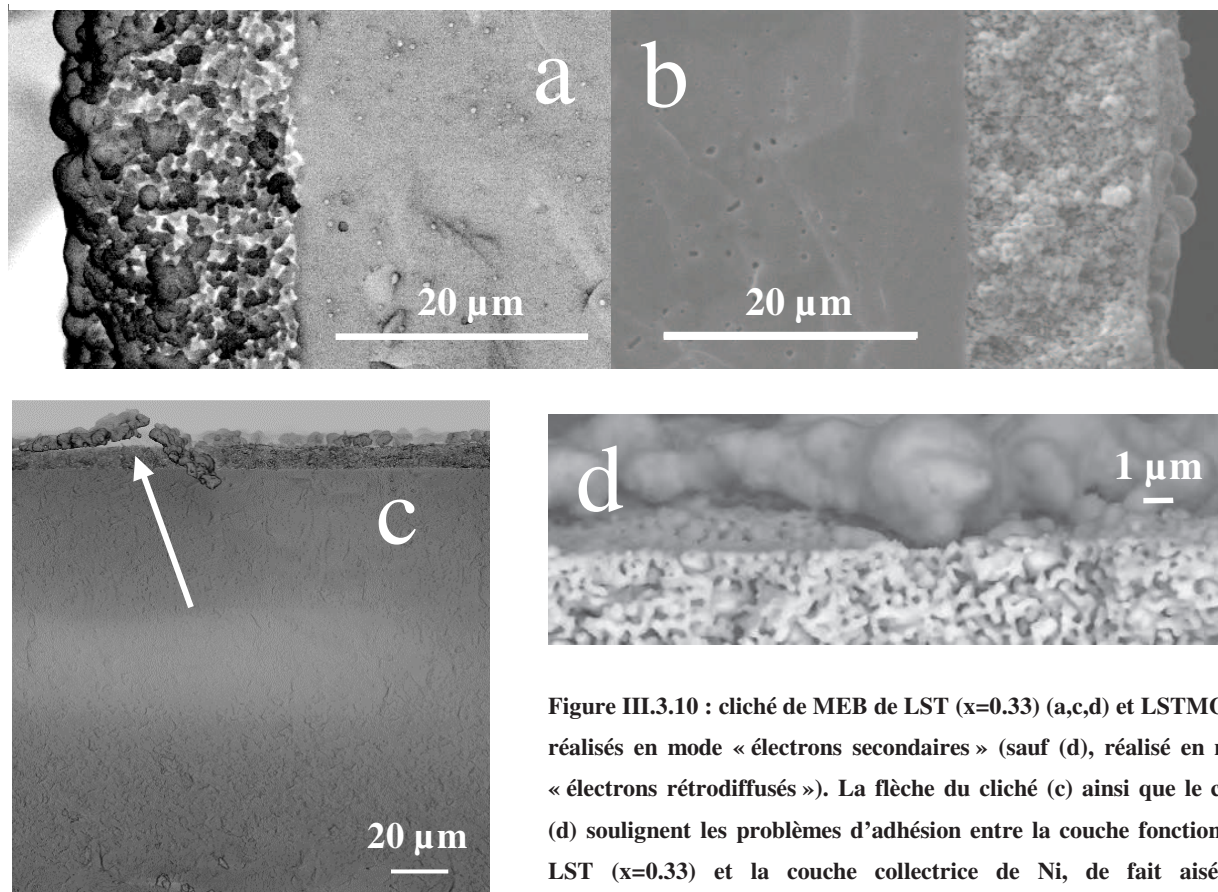 a
b
20 µm
20 µm
c
20 µm
d
1 µm
Figure III.3.10 : cliché de MEB de LST (x=0.33) (a,c,d) et LSTM
réalisés en mode « électrons secondaires » (sauf (d), réalisé en
« électrons rétrodiffusés »). La flèche du cliché (c) ainsi que le
(d) soulignent les problèmes d’adhésion entre la couche fonction
LST (x=0.33) et la couche collectrice de Ni, de fait aisé